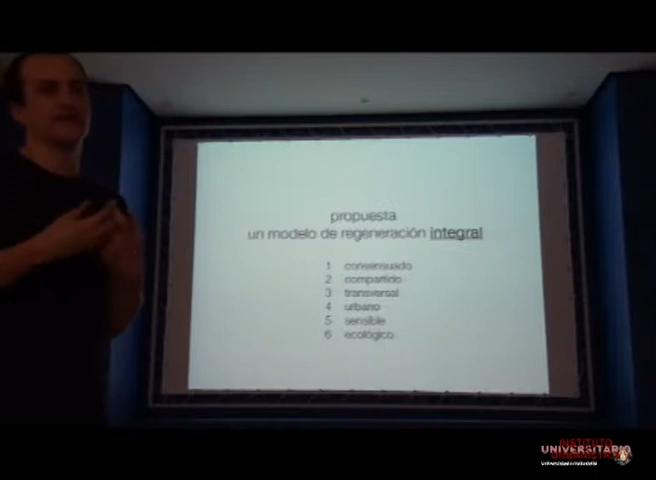 propuesta
un modelo de regeneración integral
1 consensuado
2 compartido
3 transversal
4 urbano
5 sensible
6 ecológico
INSTITUTO
UNIVERSITARIO